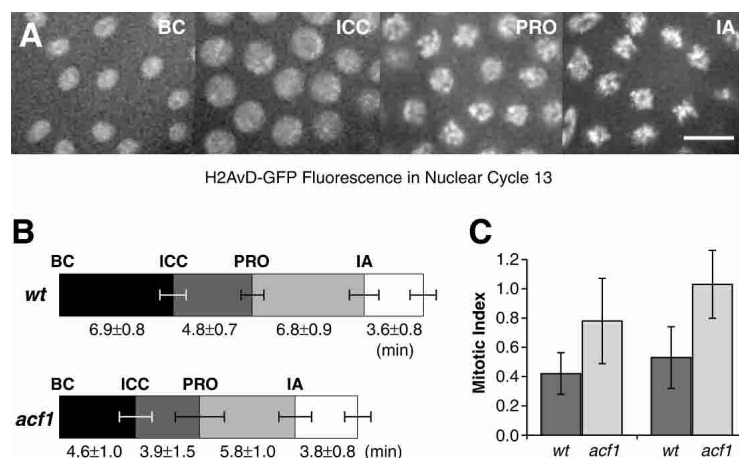 A BC ICC PRO IA
H2AvD-GFP Fluorescence in Nuclear Cycle 13
B
BC ICC PRO IA
wt
6.9±0.8 4.8±0.7 6.8±0.9 3.6±0.8
(min)
BC ICC PRO IA
acf1
4.6±1.0 3.9±1.5 5.8±1.0 3.8±0.8 (min)
C
Mitotic Index
1.2
1.0
0.8
0.6
0.4
0.2
0.0
wt acf1 wt acf1